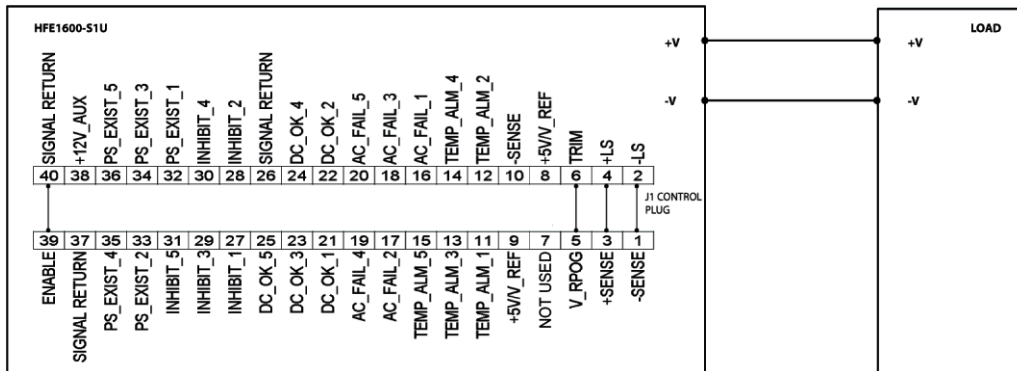 HFE1600-S1U
LOAD
+V
+V
-V
-V
SIGNAL RETURN
+12V_AUX
PS_EXIST_5
PS_EXIST_3
PS_EXIST_1
INHIBIT_4
INHIBIT_2
SIGNAL RETURN
DC_OK_4
DC_OK_2
AC_FAIL_5
AC_FAIL_3
AC_FAIL_1
TEMP_ALM_4
TEMP_ALM_2
-SENSE
+5V/V_REF
TRIM
+LS
-LS
40 38 36 34 32 30 28 26 24 22 20 18 16 14 12 10 8 6 4 2
J1 CONTROL
PLUG
39 37 35 33 31 29 27 25 23 21 19 17 15 13 11 9 7 5 3 1
ENABLE
SIGNAL RETURN
PS_EXIST_4
PS_EXIST_2
INHIBIT_5
INHIBIT_3
INHIBIT_1
DC_OK_5
DC_OK_3
DC_OK_1
AC_FAIL_4
AC_FAIL_2
TEMP_ALM_5
TEMP_ALM_3
TEMP_ALM_1
+5V/V_REF
NOT USED
V_RPOG
+SENSE
-SENSE